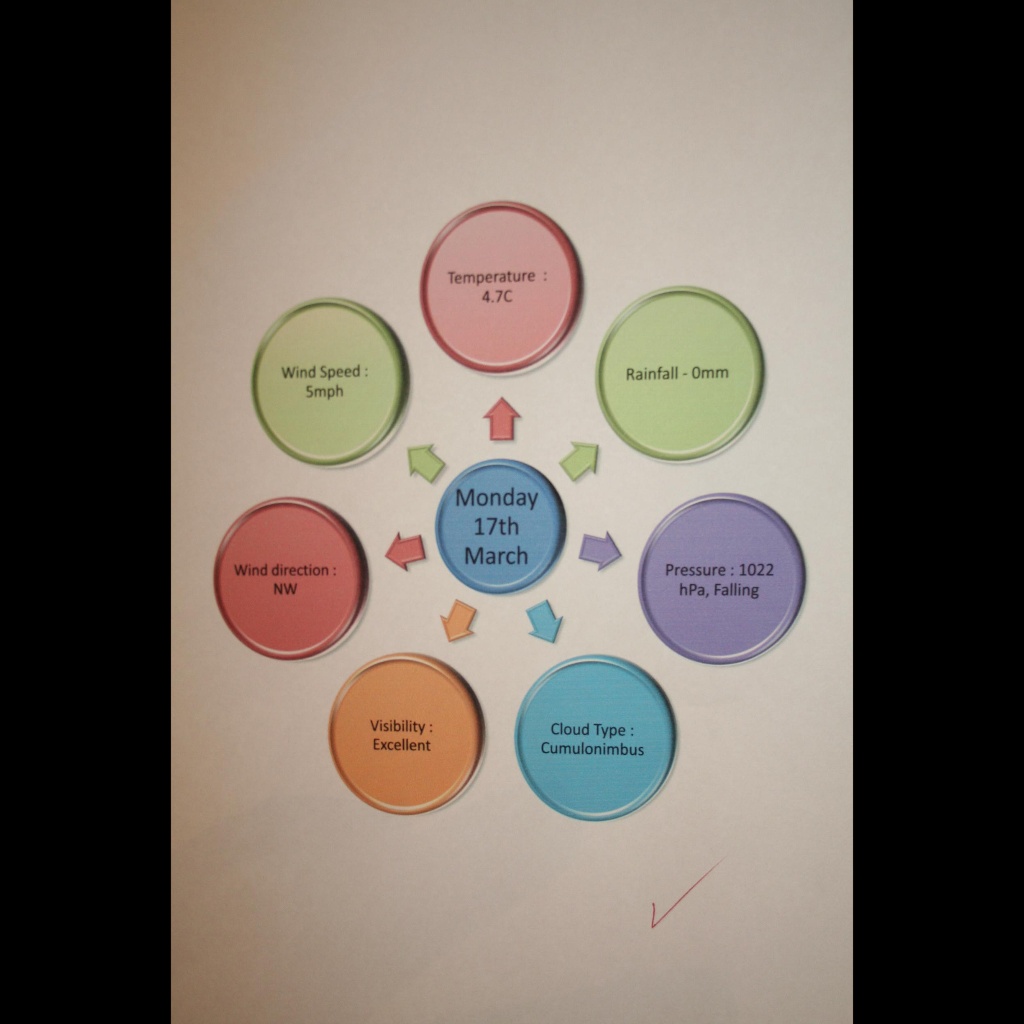 Temperature :
4.7C
Rainfall - 0mm
Pressure : 1022
hPa, Falling
Cloud Type :
Cumulonimbus
Visibility :
Excellent
Wind direction :
NW
Wind Speed :
5mph
Monday
17th
March